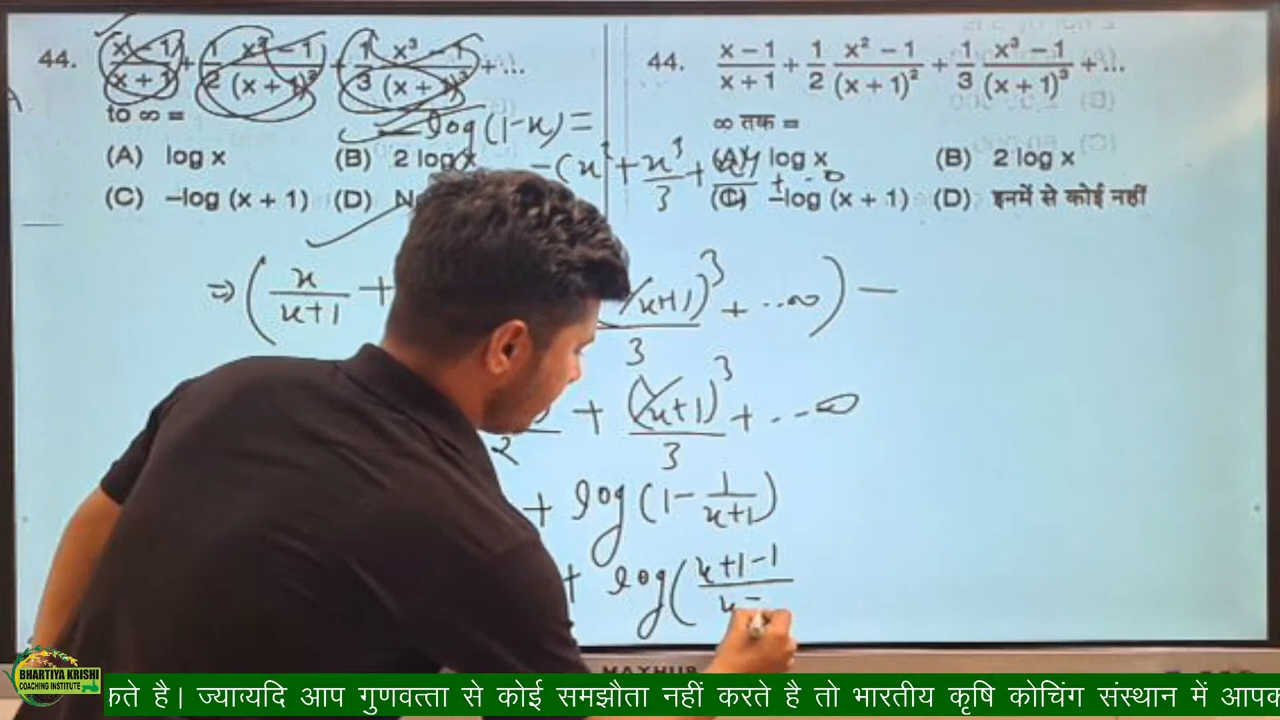 44. x − 1 / x + 1 + 1/2 x² − 1 / (x + 1)² + 1/3 x³ − 1 / (x + 1)³ + ...
to ∞ =
(A) log x (B) 2 log x
(C) −log (x + 1) (D)
44. x − 1 / x + 1 + 1/2 x² − 1 / (x + 1)² + 1/3 x³ − 1 / (x + 1)³ + ...
∞ तक =
(A) log x (B) 2 log x
(C) −log (x + 1) (D) इनमें से कोई नहीं
log (1−x) =
⇒ ( x / x+1 +
/x+1)³ / 3 + ...∞ ) −
2 + (x+1)³ / 3 + ...∞
+ log (1 − 1 / x+1)
+ log ( x+1−1
MAXHUB
BHARTIYA KRISHI
COACHING INSTITUTE
कते है| ज्याय्यदि आप गुणवत्ता से कोई समझौता नहीं करते है तो भारतीय कृषि कोचिंग संस्थान में आपक